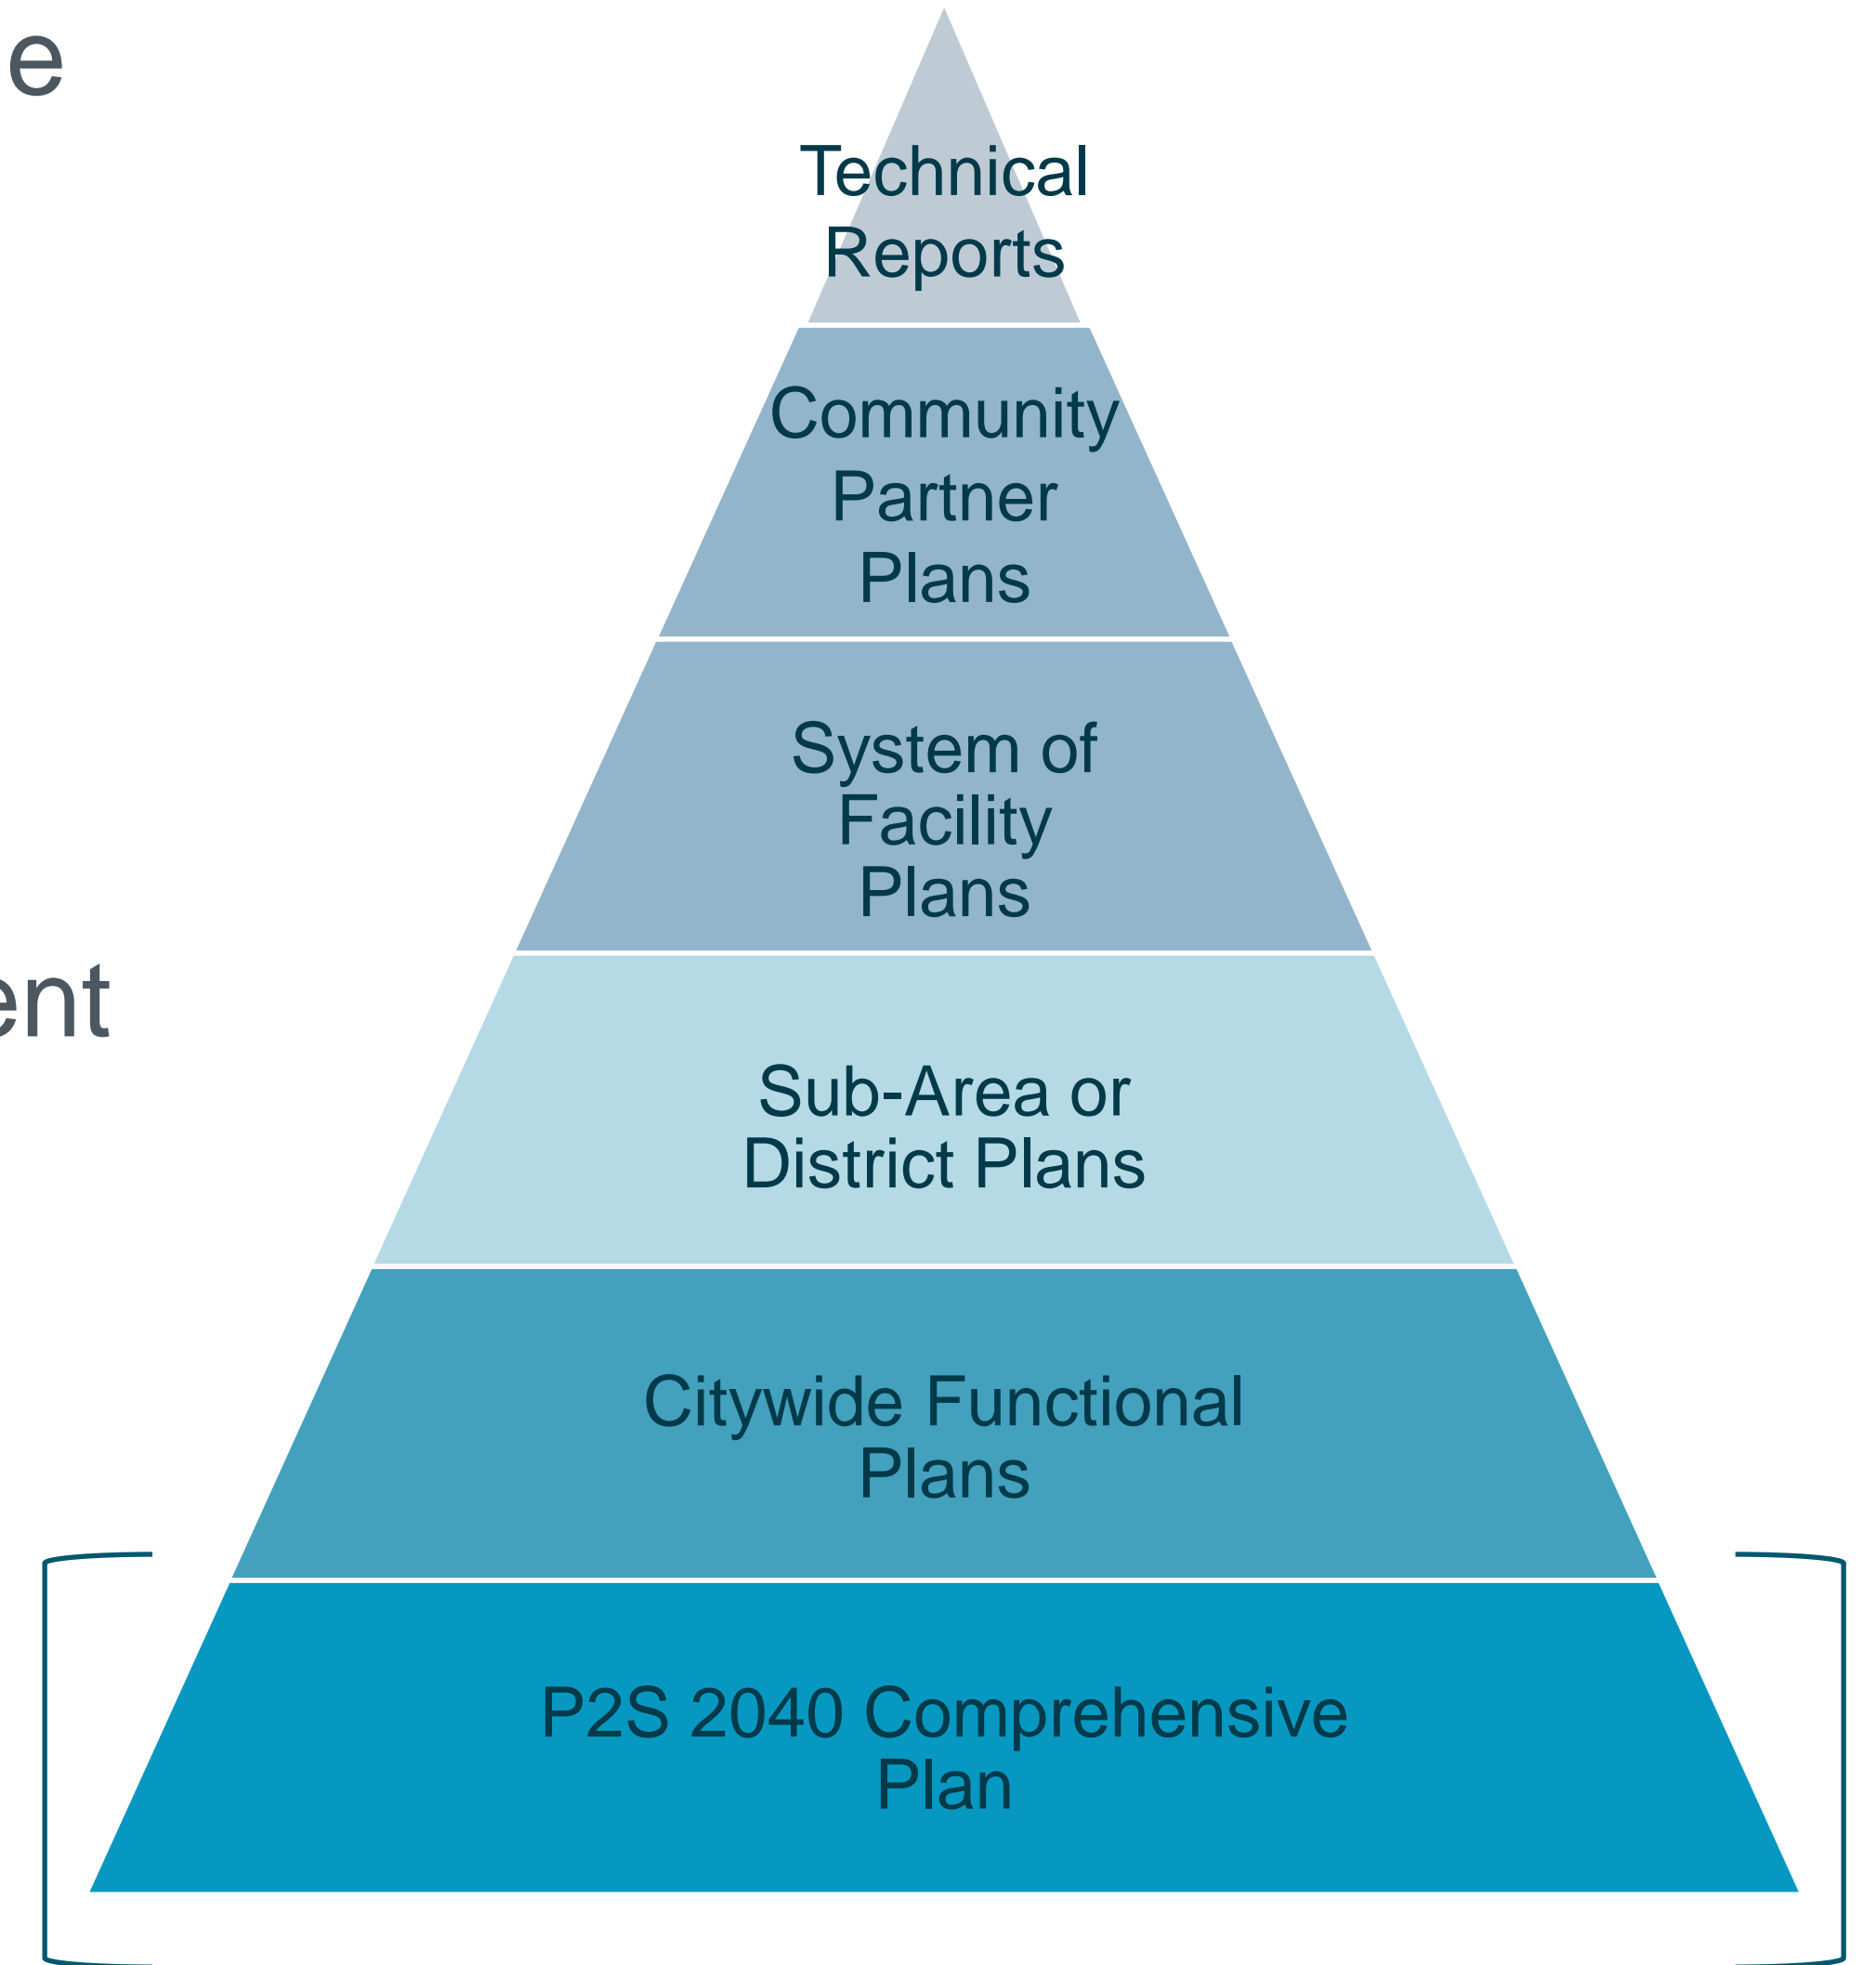 e
Technical
Reports
Community
Partner
Plans
System of
Facility
Plans
ent
Sub-Area or
District Plans
Citywide Functional
Plans
P2S 2040 Comprehensive
Plan